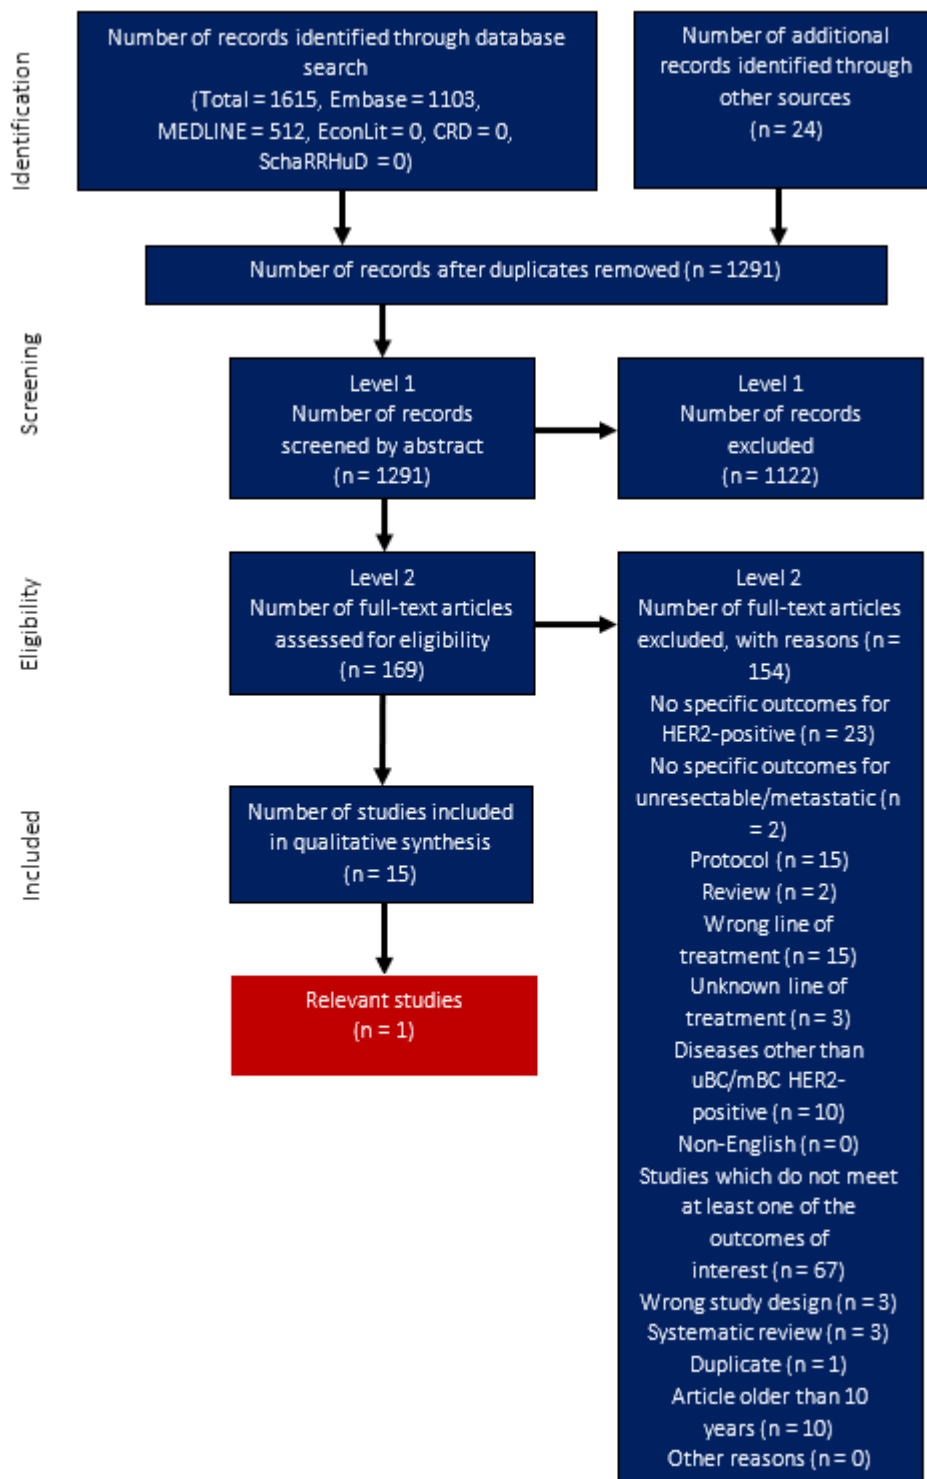 Identification
Number of records identified through database
search
(Total = 1615, Embase = 1103,
MEDLINE = 512, EconLit = 0, CRD = 0,
SchaRRHuD = 0)
Number of additional
records identified through
other sources
(n = 24)
Number of records after duplicates removed (n = 1291)
Screening
Level 1
Number of records
screened by abstract
(n = 1291)
Level 1
Number of records
excluded
(n = 1122)
Eligibility
Level 2
Number of full-text articles
assessed for eligibility
(n = 169)
Level 2
Number of full-text articles
excluded, with reasons (n =
154)
No specific outcomes for
HER2-positive (n = 23)
No specific outcomes for
unresectable/metastatic (n
= 2)
Protocol (n = 15)
Review (n = 2)
Wrong line of
treatment (n = 15)
Unknown line of
treatment (n = 3)
Diseases other than
uBC/mBC HER2-
positive (n = 10)
Non-English (n = 0)
Studies which do not meet
at least one of the
outcomes of
interest (n = 67)
Wrong study design (n = 3)
Systematic review (n = 3)
Duplicate (n = 1)
Article older than 10
years (n = 10)
Other reasons (n = 0)
Included
Number of studies included
in qualitative synthesis
(n = 15)
Relevant studies
(n = 1)